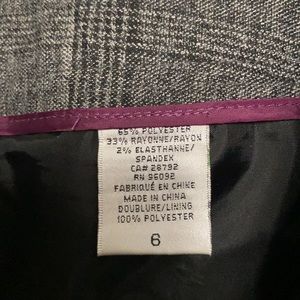 65% POLYESTER
33% RAYONNE/RAYON
2% ELASTHANNE/
SPANDEX
CA# 28792
RN 56092
FABRIQUÉ EN CHINE
MADE IN CHINA
DOUBLURE/LINING
100% POLYESTER
6